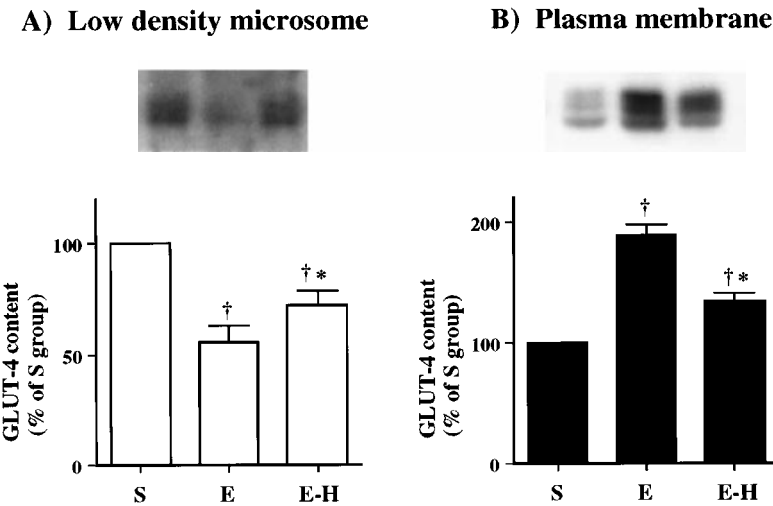 A) Low density microsome
B) Plasma membrane
GLUT-4 content
(% of S group)
100
50
0
†
† *
S E E-H
GLUT-4 content
(% of S group)
200
100
0
†
† *
S E E-H